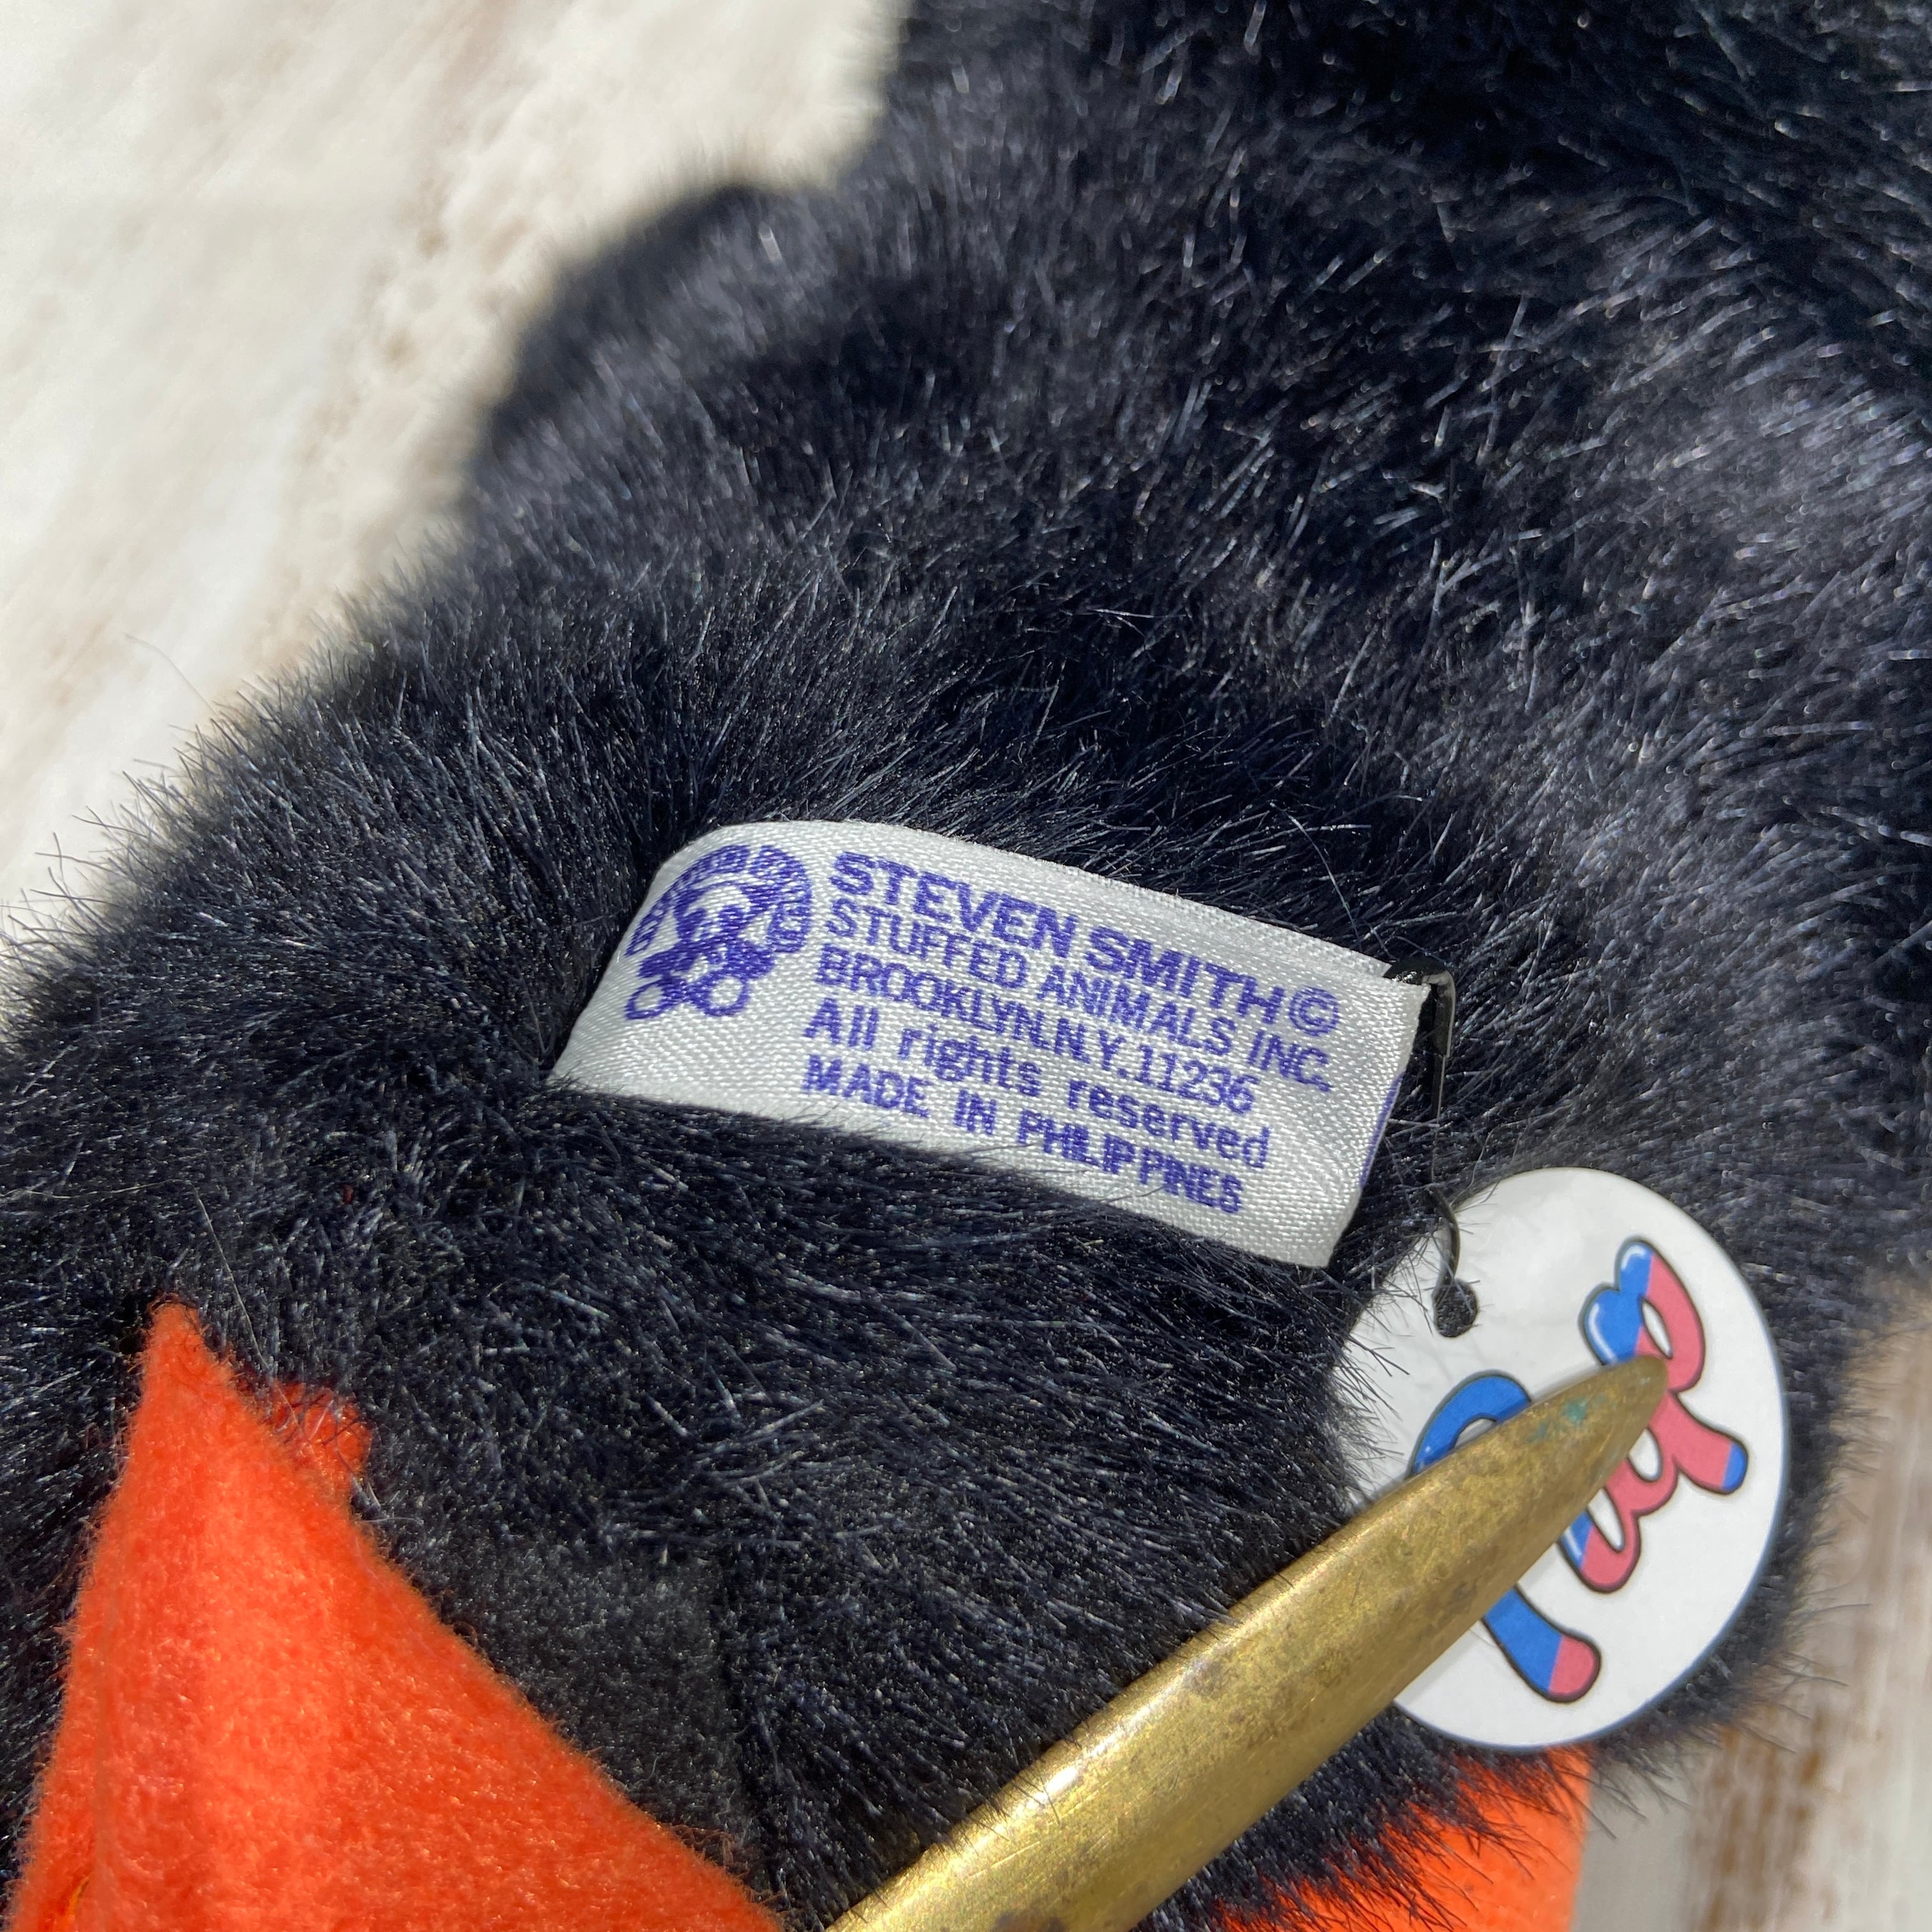 STEVEN SMITH©
STUFFED ANIMALS INC.
BROOKLYN.N.Y.11236
All rights reserved
MADE IN PHILIPPINES